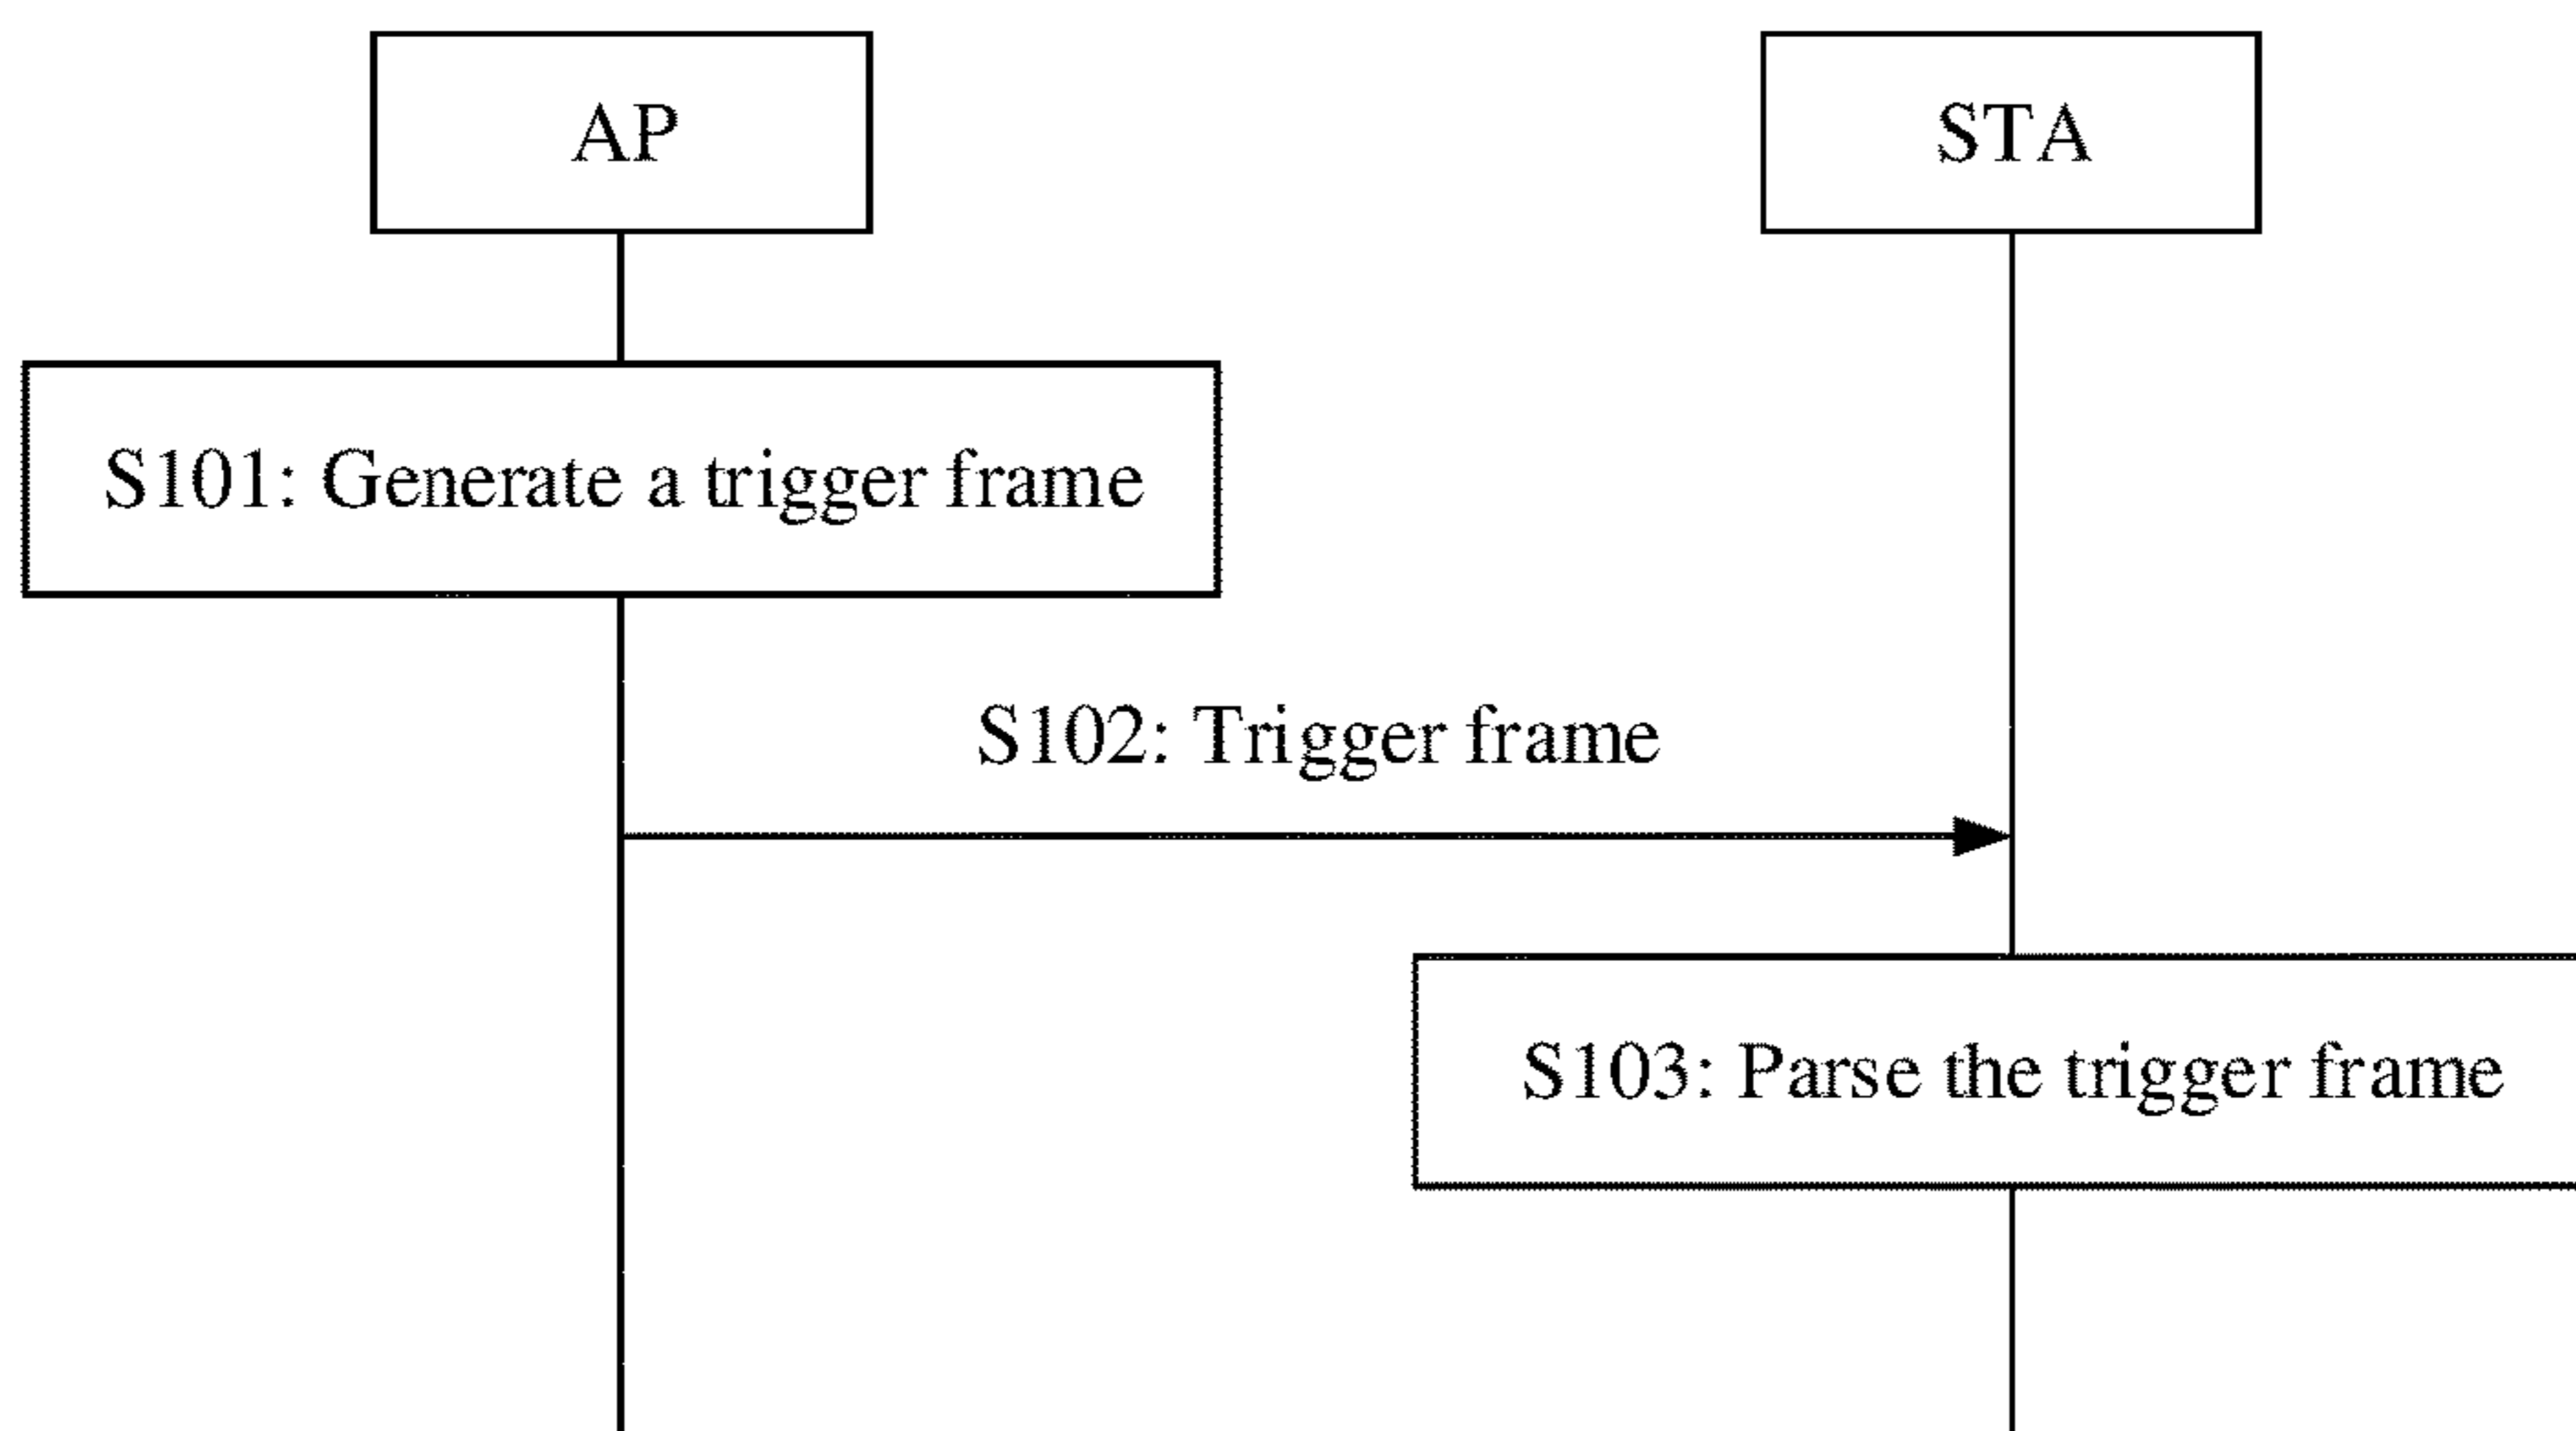 AP
STA
S101: Generate a trigger frame
S102: Trigger frame
S103: Parse the trigger frame